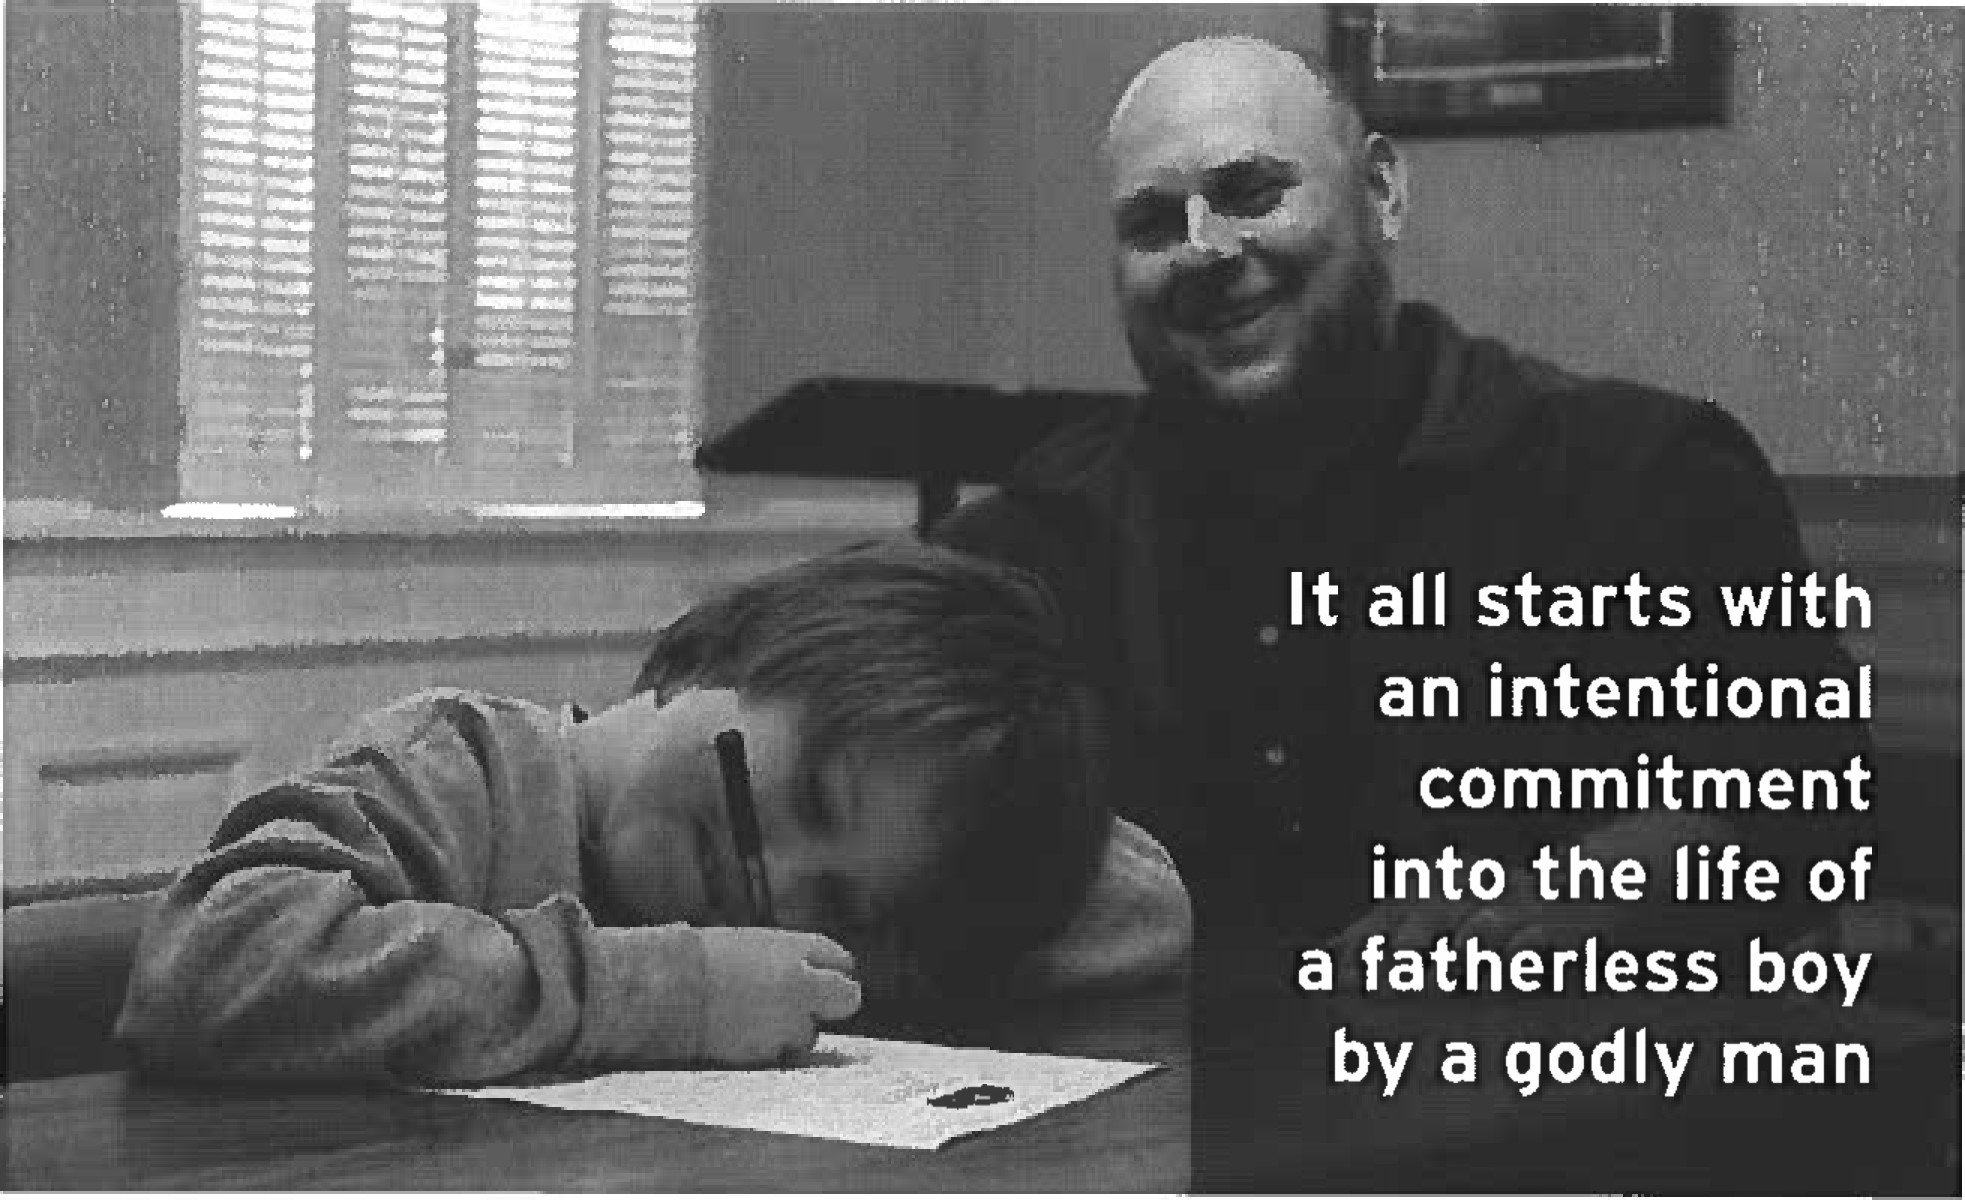 It all starts with
an intentional
commitment
into the life of
a fatherless boy
by a godly man